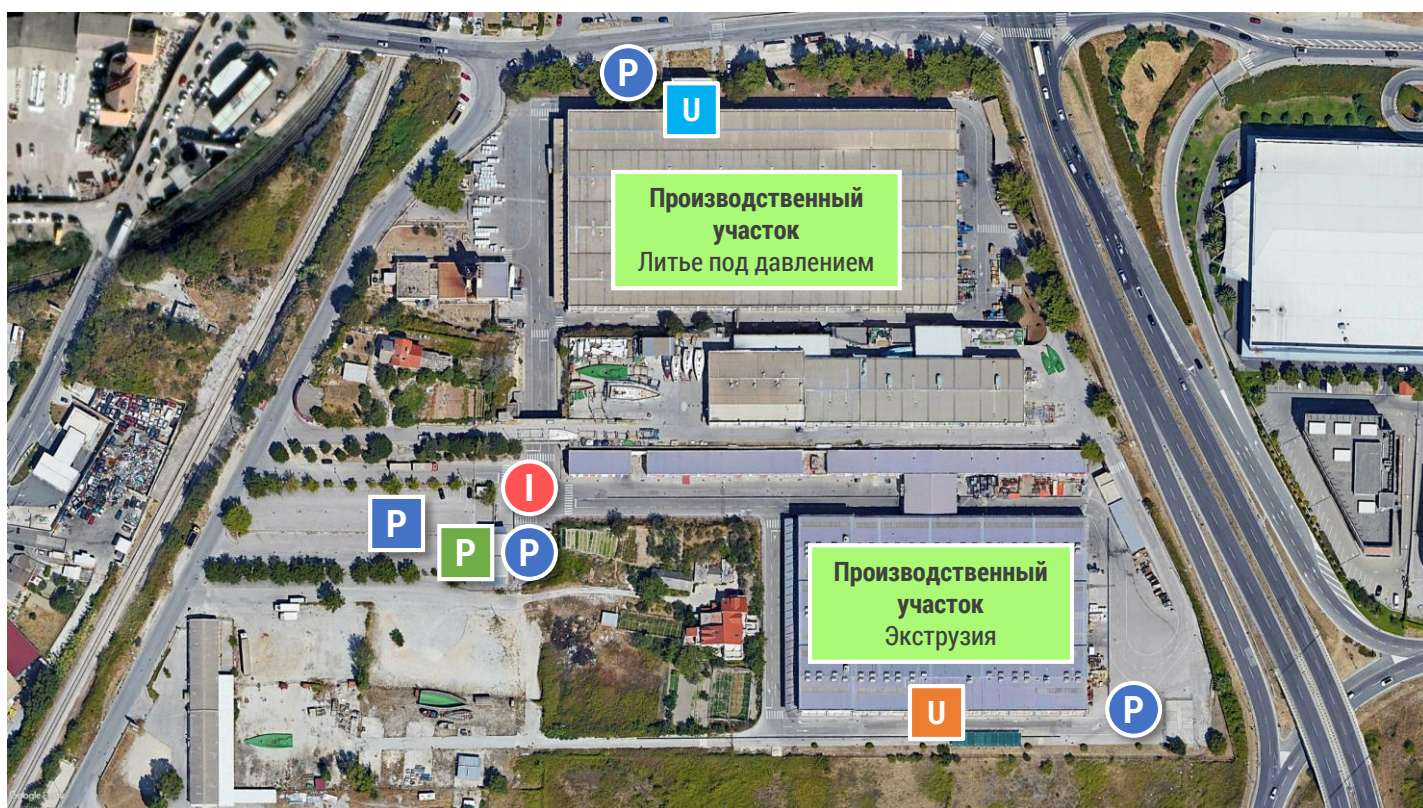 P
U
Производственный
участок
Литье под давлением
I
P
P
P
Производственный
участок
Экструзия
U
P